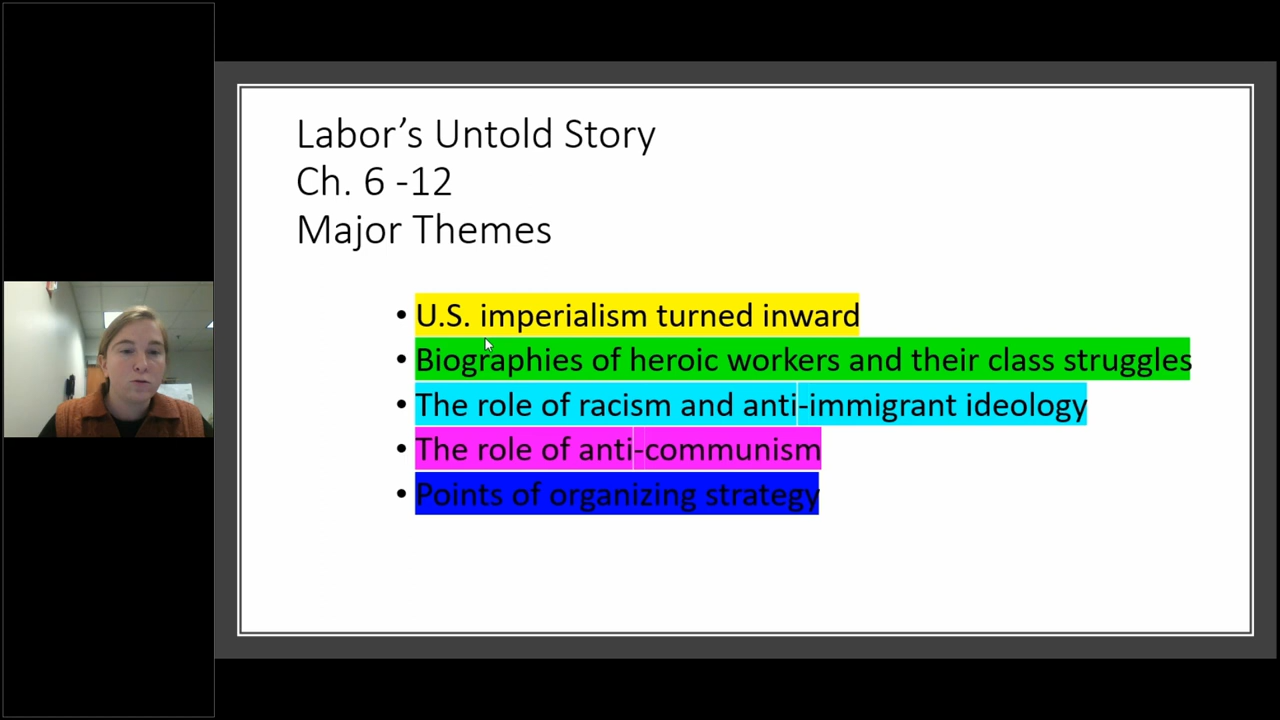 Labor’s Untold Story
Ch. 6 -12
Major Themes
• U.S. imperialism turned inward
• Biographies of heroic workers and their class struggles
• The role of racism and anti-immigrant ideology
• The role of anti-communism
• Points of organizing strategy